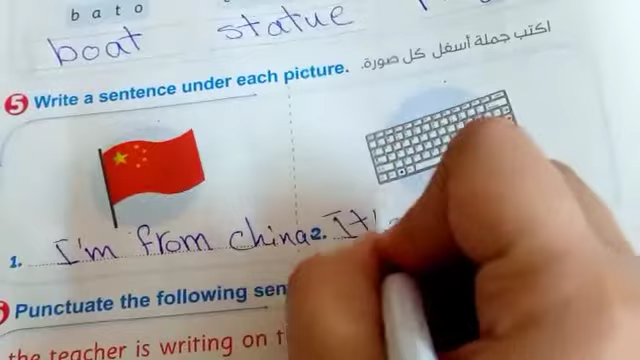 b a t o
boat
statue
5 Write a sentence under each picture. اكتب جملة أسفل كل صورة.
1. I'm from china 2. It'
Punctuate the following sen
the teacher is writing on t